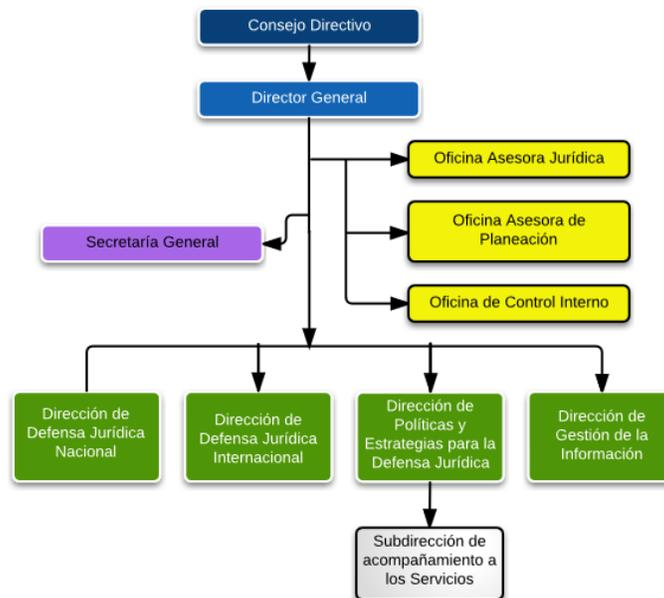 Consejo Directivo
Director General
Oficina Asesora Jurídica
Oficina Asesora de
Planeación
Secretaría General
Oficina de Control Interno
Dirección de
Defensa Jurídica
Nacional
Dirección de
Defensa Jurídica
Internacional
Dirección de
Políticas y
Estrategias para la
Defensa Jurídica
Dirección de
Gestión de la
Información
Subdirección de
acompañamiento a
los Servicios